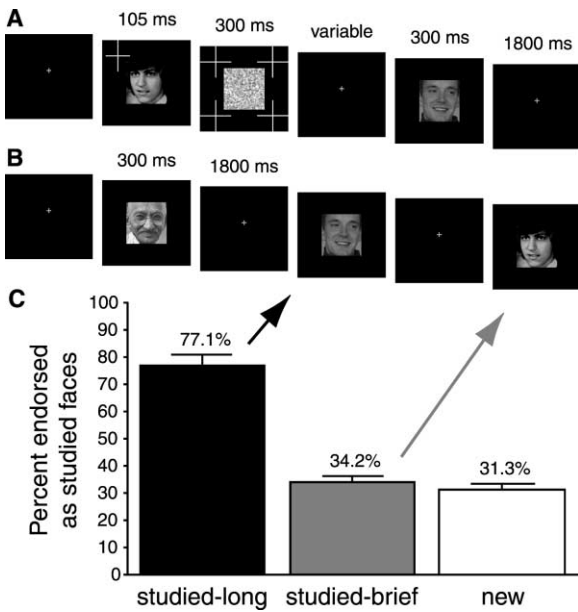 A
105 ms 300 ms variable 300 ms 1800 ms
B
300 ms 1800 ms
C
Percent endorsed
as studied faces
100
90
80
70
60
50
40
30
20
10
0
77.1%
34.2%
31.3%
studied-long studied-brief new